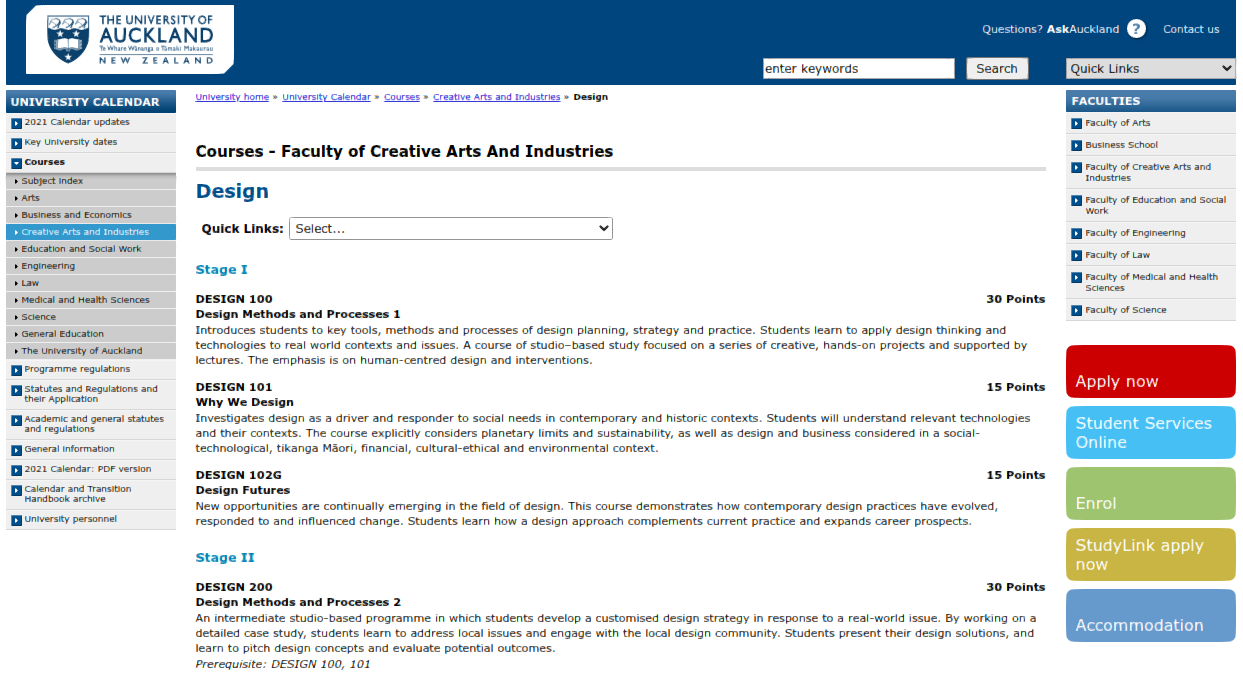 THE UNIVERSITY OF
AUCKLAND
Te Whare Wānanga o Tāmaki Makaurau
NEW ZEALAND
Questions? AskAuckland ?
Contact us
enter keywords
Search
Quick Links
UNIVERSITY CALENDAR
2021 Calendar updates
Key University dates
Courses
Subject Index
Arts
Business and Economics
Creative Arts and Industries
Education and Social Work
Engineering
Law
Medical and Health Sciences
Science
General Education
The University of Auckland
Programme regulations
Statutes and Regulations and
their Application
Academic and general statutes
and regulations
General Information
2021 Calendar: PDF version
Calendar and Transition
Handbook archive
University personnel
University home » University Calendar » Courses » Creative Arts and Industries » Design
Courses - Faculty of Creative Arts And Industries
Design
Quick Links: Select...
Stage I
DESIGN 100 30 Points
Design Methods and Processes 1
Introduces students to key tools, methods and processes of design planning, strategy and practice. Students learn to apply design thinking and
technologies to real world contexts and issues. A course of studio–based study focused on a series of creative, hands-on projects and supported by
lectures. The emphasis is on human-centred design and interventions.
DESIGN 101 15 Points
Why We Design
Investigates design as a driver and responder to social needs in contemporary and historic contexts. Students will understand relevant technologies
and their contexts. The course explicitly considers planetary limits and sustainability, as well as design and business considered in a social-
technological, tikanga Māori, financial, cultural-ethical and environmental context.
DESIGN 102G 15 Points
Design Futures
New opportunities are continually emerging in the field of design. This course demonstrates how contemporary design practices have evolved,
responded to and influenced change. Students learn how a design approach complements current practice and expands career prospects.
Stage II
DESIGN 200 30 Points
Design Methods and Processes 2
An intermediate studio-based programme in which students develop a customised design strategy in response to a real-world issue. By working on a
detailed case study, students learn to address local issues and engage with the local design community. Students present their design solutions, and
learn to pitch design concepts and evaluate potential outcomes.
Prerequisite: DESIGN 100, 101
FACULTIES
Faculty of Arts
Business School
Faculty of Creative Arts and
Industries
Faculty of Education and Social
Work
Faculty of Engineering
Faculty of Law
Faculty of Medical and Health
Sciences
Faculty of Science
Apply now
Student Services
Online
Enrol
StudyLink apply
now
Accommodation